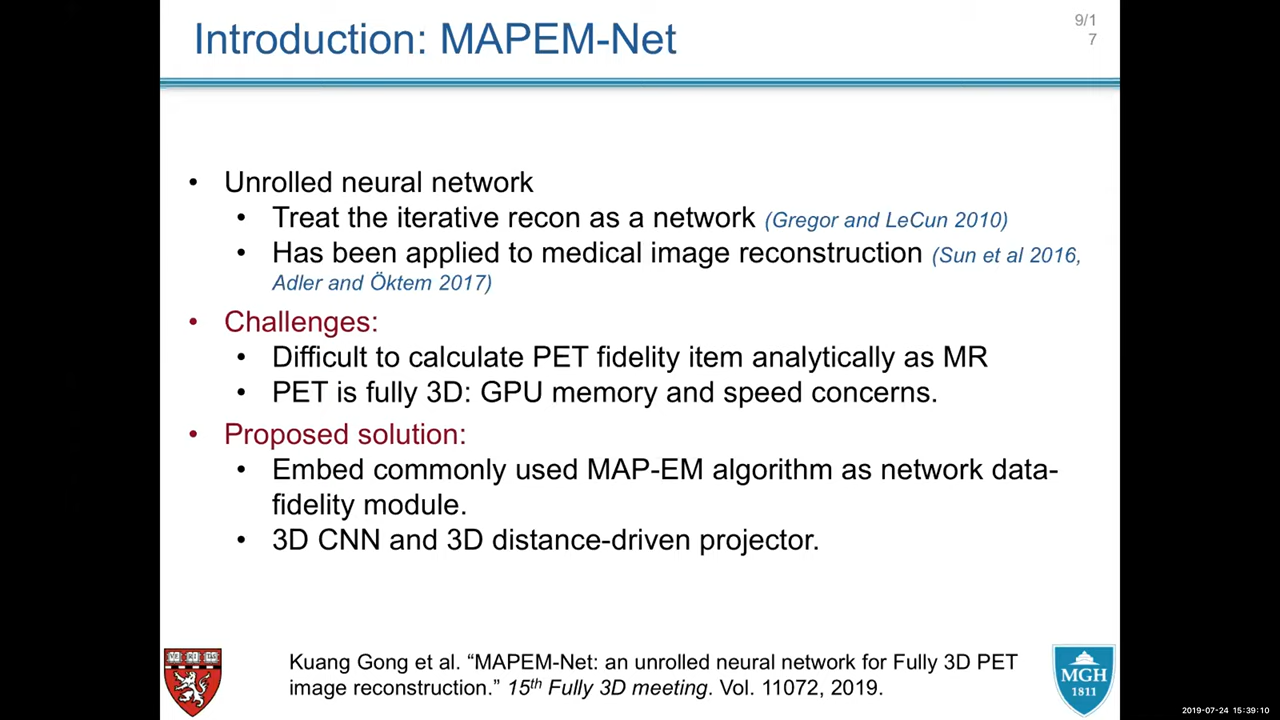 Introduction: MAPEM-Net
9/1
7
• Unrolled neural network
• Treat the iterative recon as a network (Gregor and LeCun 2010)
• Has been applied to medical image reconstruction (Sun et al 2016,
Adler and Öktem 2017)
• Challenges:
• Difficult to calculate PET fidelity item analytically as MR
• PET is fully 3D: GPU memory and speed concerns.
• Proposed solution:
• Embed commonly used MAP-EM algorithm as network data-
fidelity module.
• 3D CNN and 3D distance-driven projector.
Kuang Gong et al. “MAPEM-Net: an unrolled neural network for Fully 3D PET
image reconstruction.” 15th Fully 3D meeting. Vol. 11072, 2019.
VE RI TAS
MGH
1811
2019-07-24 15:39:10